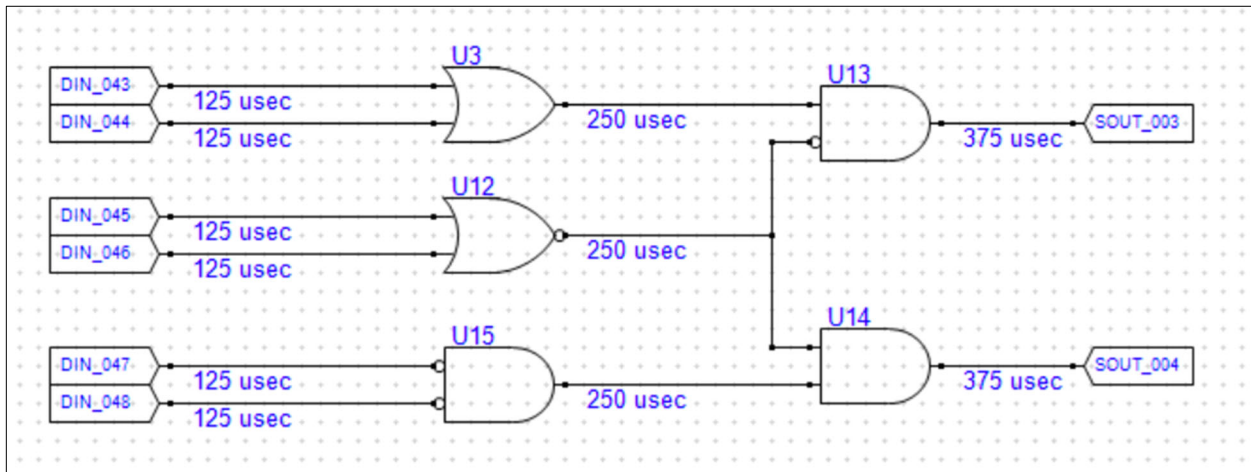 U3
U13
DIN_043
125 usec
DIN_044
125 usec
250 usec
375 usec
SOUT_003
U12
DIN_045
125 usec
DIN_046
125 usec
250 usec
U15
U14
DIN_047
125 usec
DIN_048
125 usec
250 usec
375 usec
SOUT_004